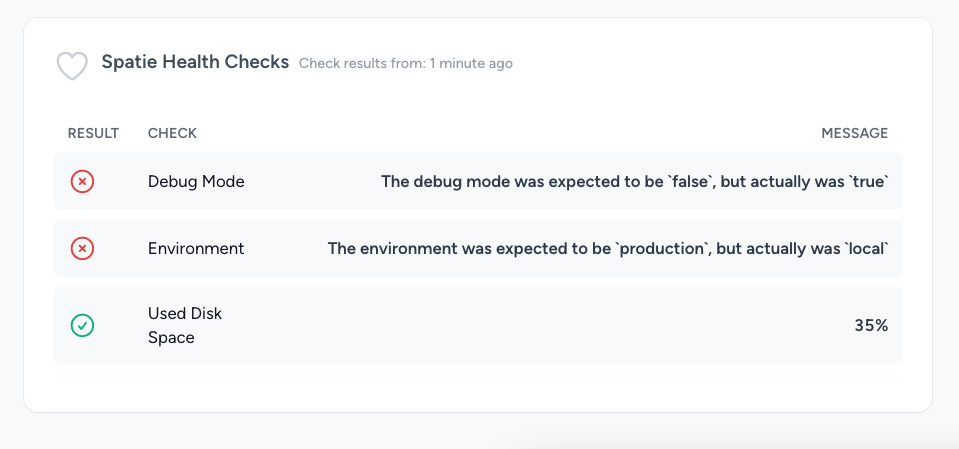 Spatie Health Checks Check results from: 1 minute ago
RESULT CHECK MESSAGE
Debug Mode The debug mode was expected to be `false`, but actually was `true`
Environment The environment was expected to be `production`, but actually was `local`
Used Disk
Space
35%